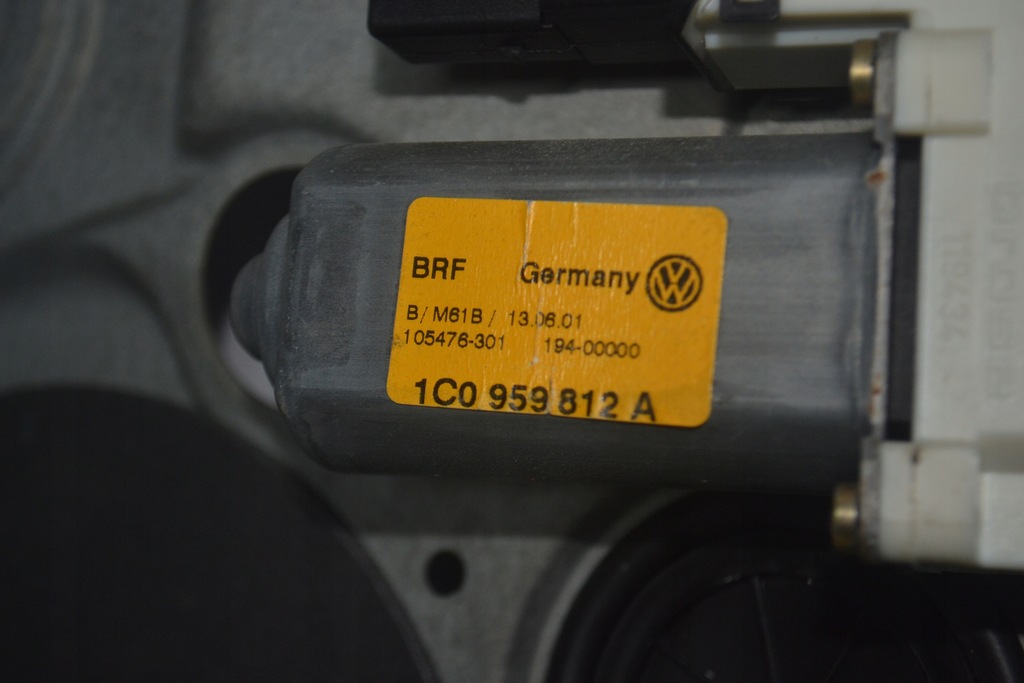 BRF Germany
B/ M61B / 13.06.01
105476-301 194-00000
1C0 959 812 A